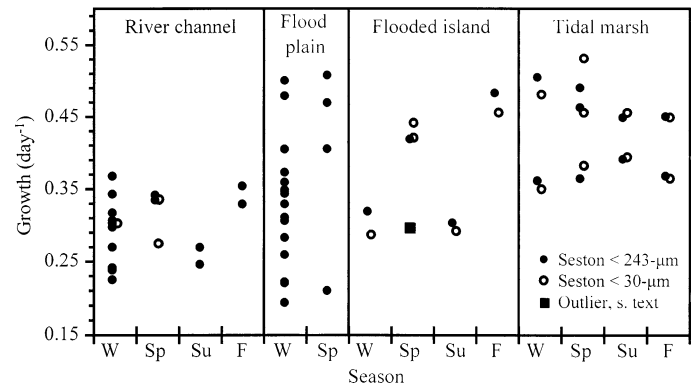 River channel
Flood
plain
Flooded island
Tidal marsh
0.55
0.45
0.35
0.25
0.15
Growth (day-1)
Seston < 243-μm
Seston < 30-μm
Outlier, s. text
W Sp Su F W Sp W Sp Su F W Sp Su F
Season